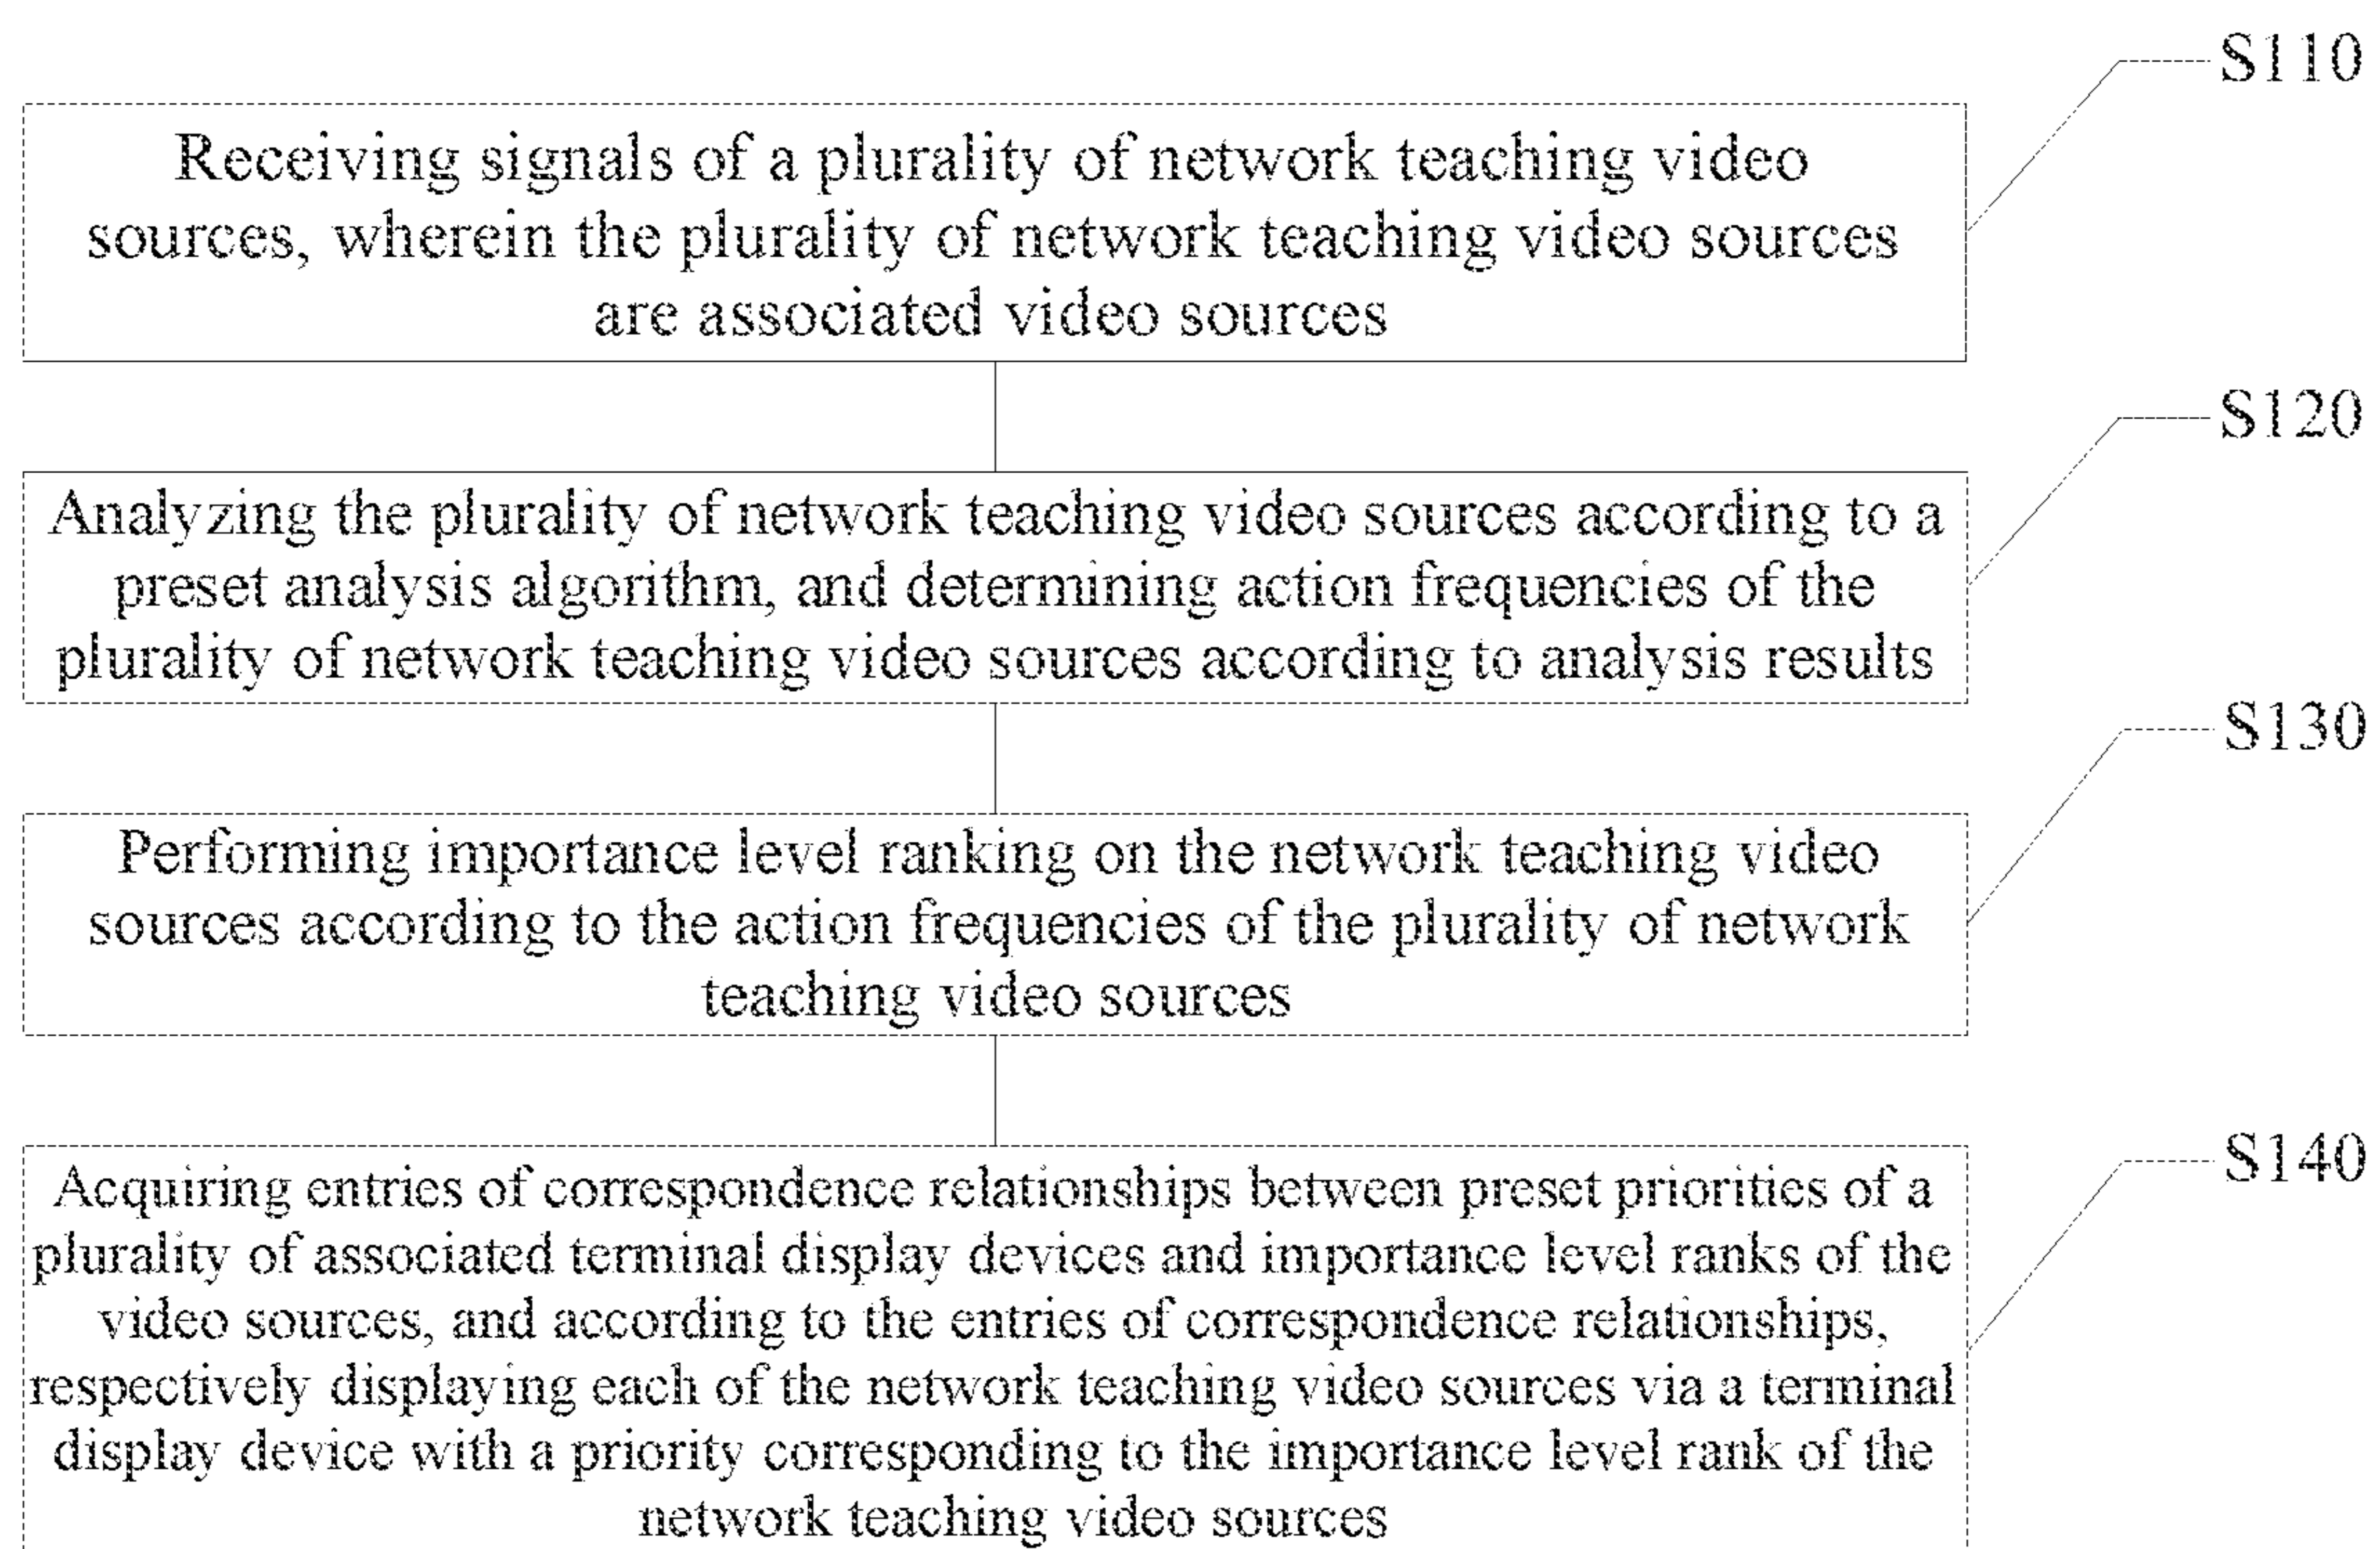 S110
Receiving signals of a plurality of network teaching video
sources, wherein the plurality of network teaching video sources
are associated video sources
S120
Analyzing the plurality of network teaching video sources according to a
preset analysis algorithm, and determining action frequencies of the
plurality of network teaching video sources according to analysis results
S130
Performing importance level ranking on the network teaching video
sources according to the action frequencies of the plurality of network
teaching video sources
S140
Acquiring entries of correspondence relationships between preset priorities of a
plurality of associated terminal display devices and importance level ranks of the
video sources, and according to the entries of correspondence relationships,
respectively displaying each of the network teaching video sources via a terminal
display device with a priority corresponding to the importance level rank of the
network teaching video sources